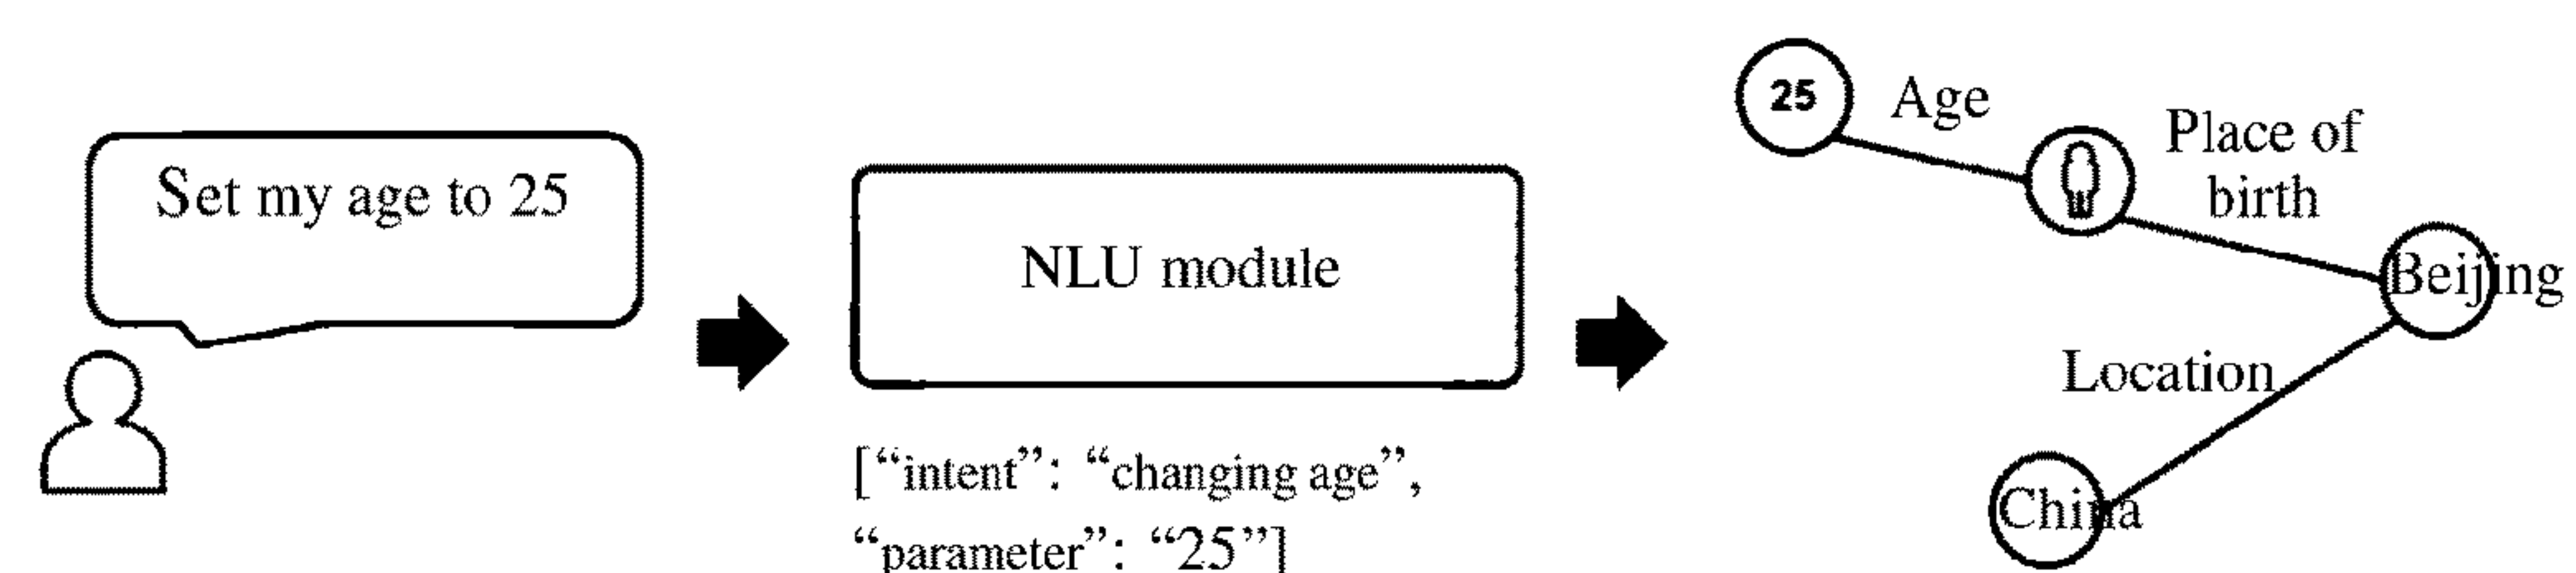 Set my age to 25
NLU module
["intent": "changing age",
"parameter": "25"]
25
Age
Place of
birth
Beijing
Location
China